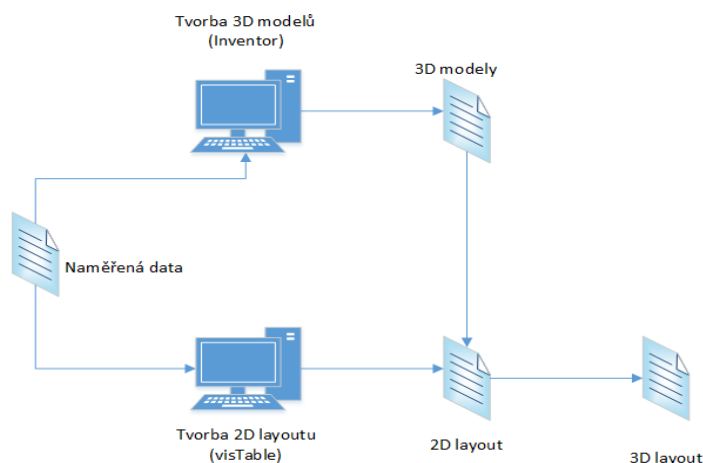 Tvorba 3D modelů
(Inventor)
3D modely
Naměřená data
Tvorba 2D layoutu
(visTable)
2D layout
3D layout